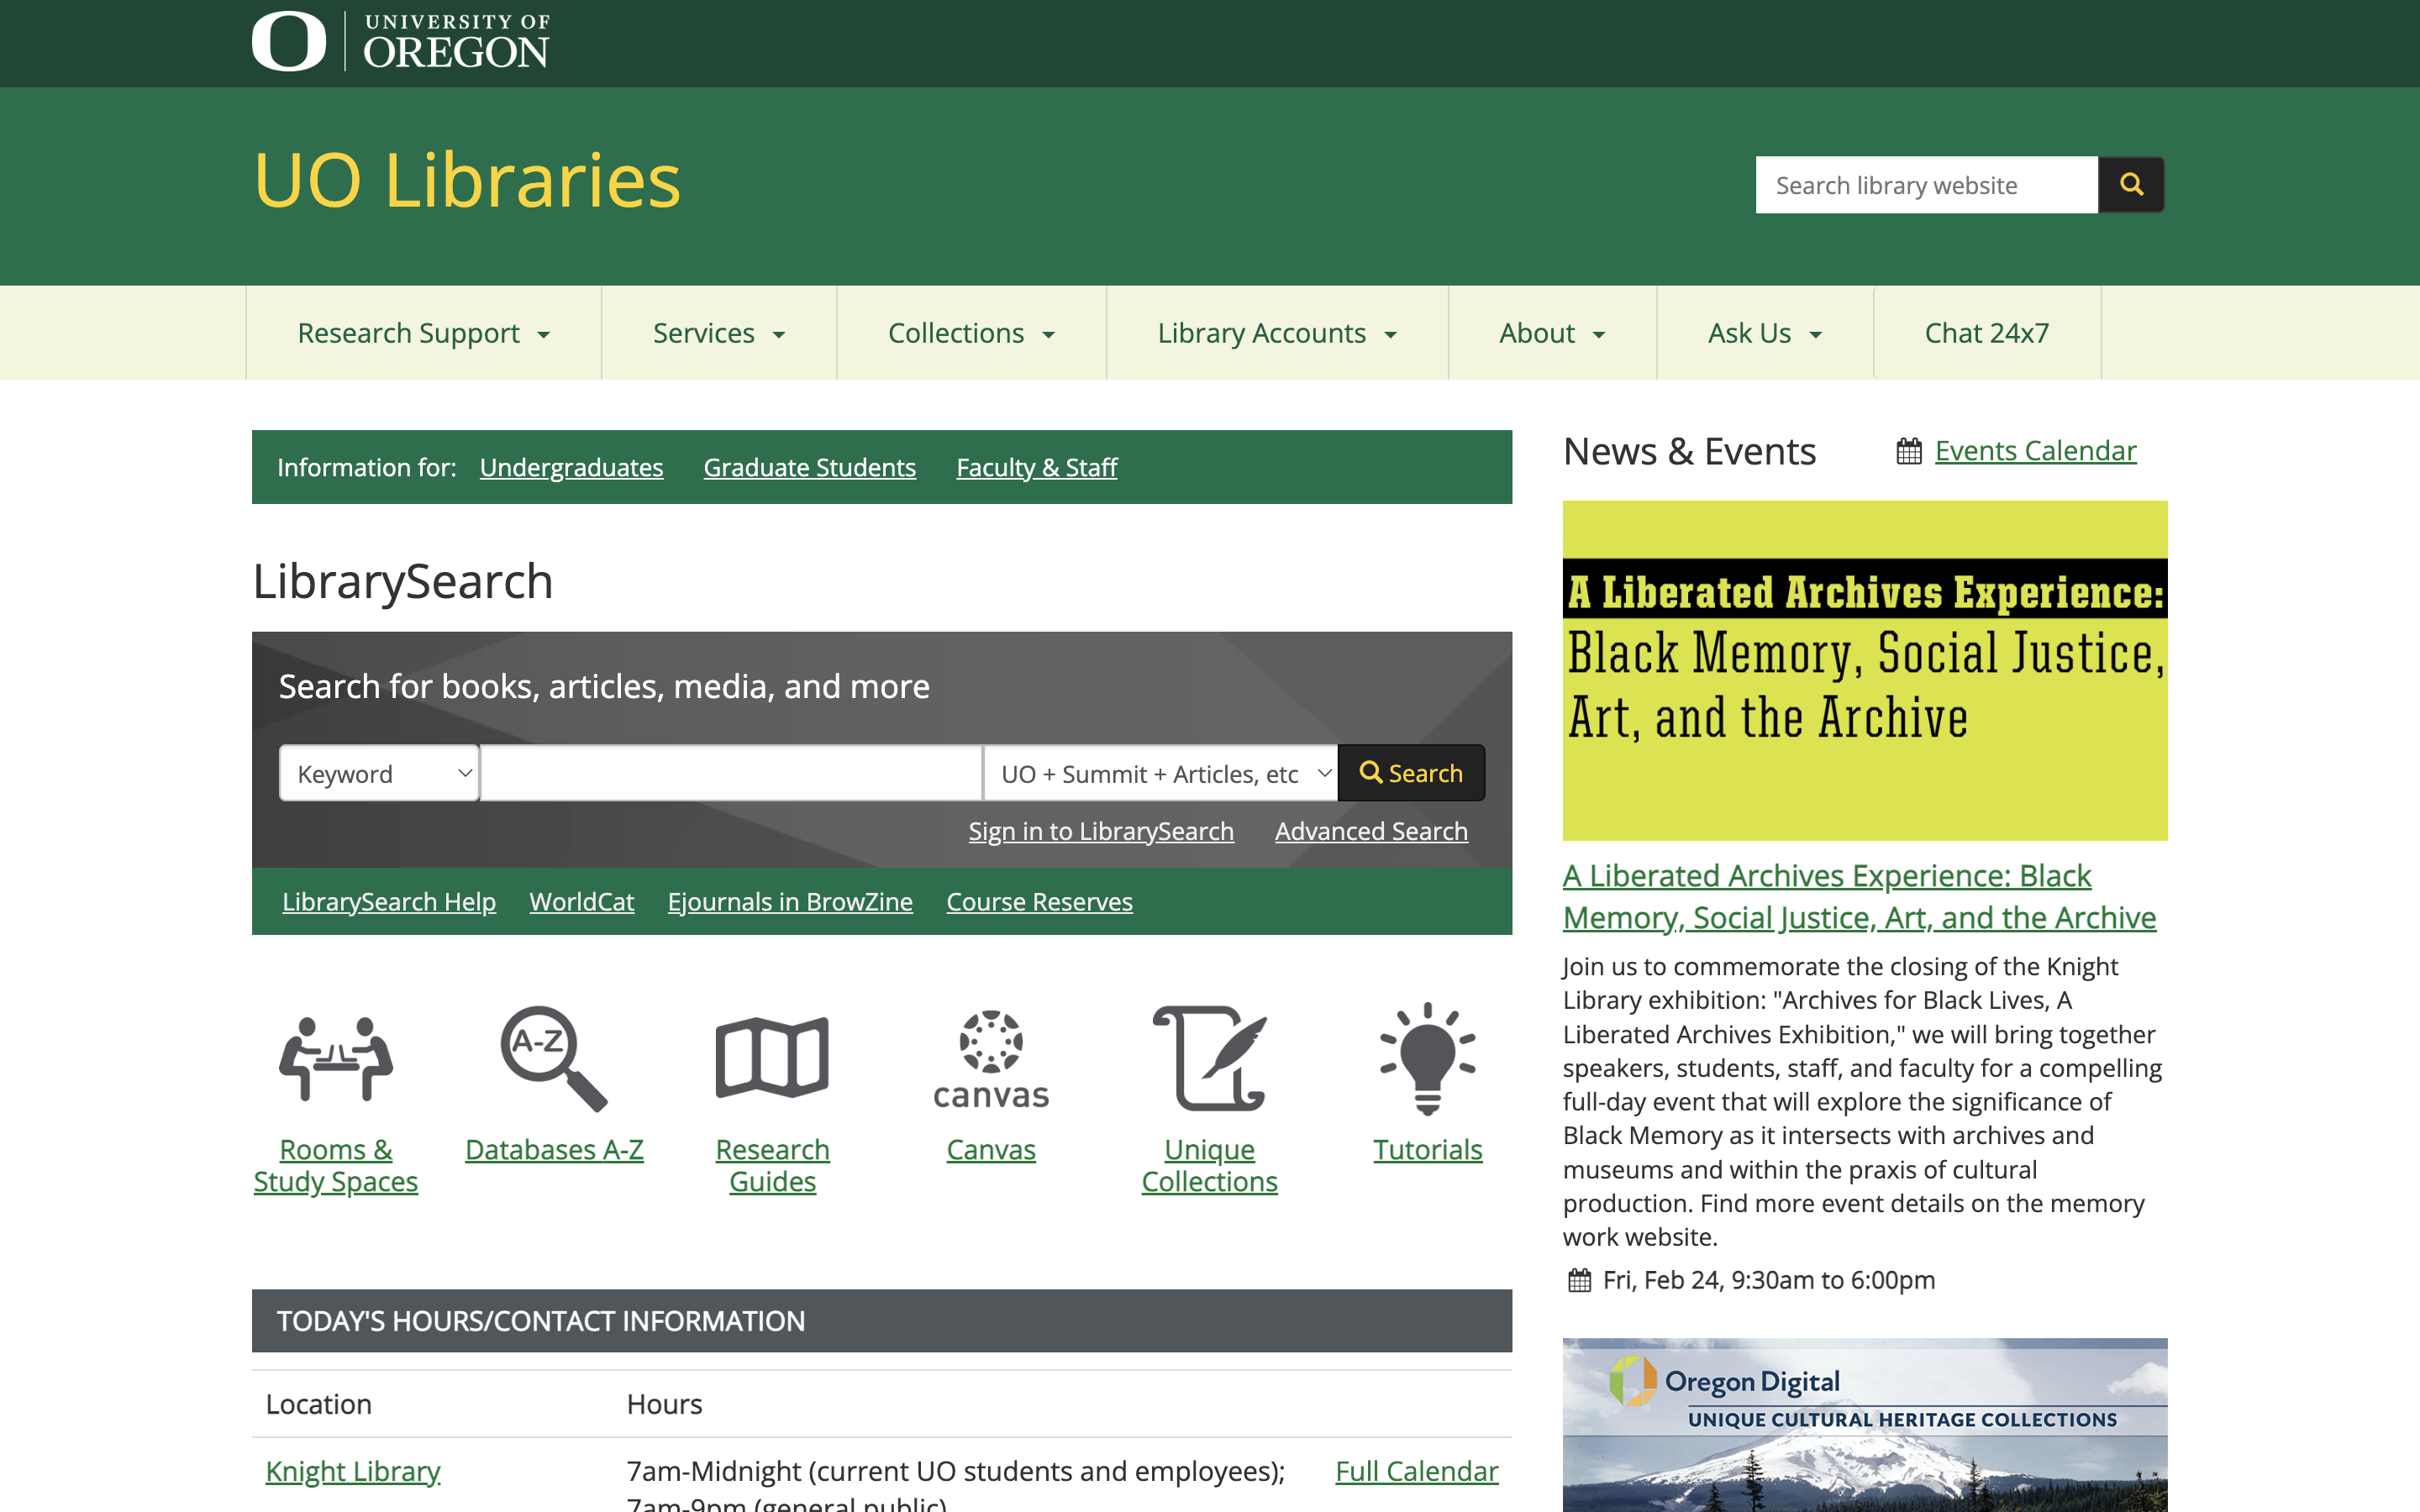 UNIVERSITY OF
OREGON
UO Libraries
Search library website
Research Support
Services
Collections
Library Accounts
About
Ask Us
Chat 24x7
Information for: Undergraduates Graduate Students Faculty & Staff
LibrarySearch
Search for books, articles, media, and more
Keyword
UO + Summit + Articles, etc
Search
Sign in to LibrarySearch
Advanced Search
LibrarySearch Help
WorldCat
Ejournals in BrowZine
Course Reserves
A-Z
canvas
Rooms &
Study Spaces
Databases A-Z
Research
Guides
Canvas
Unique
Collections
Tutorials
TODAY'S HOURS/CONTACT INFORMATION
Location
Hours
Knight Library
7am-Midnight (current UO students and employees);
7am-9pm (general public)
Full Calendar
News & Events
Events Calendar
A Liberated Archives Experience:
Black Memory, Social Justice,
Art, and the Archive
A Liberated Archives Experience: Black
Memory, Social Justice, Art, and the Archive
Join us to commemorate the closing of the Knight
Library exhibition: "Archives for Black Lives, A
Liberated Archives Exhibition," we will bring together
speakers, students, staff, and faculty for a compelling
full-day event that will explore the significance of
Black Memory as it intersects with archives and
museums and within the praxis of cultural
production. Find more event details on the memory
work website.
Fri, Feb 24, 9:30am to 6:00pm
Oregon Digital
UNIQUE CULTURAL HERITAGE COLLECTIONS